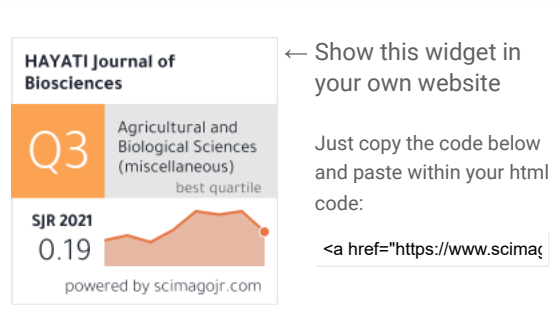 HAYATI Journal of
Biosciences
Q3
Agricultural and
Biological Sciences
(miscellaneous)
best quartile
SJR 2021
0.19
powered by scimagojr.com
← Show this widget in
your own website
Just copy the code below
and paste within your html
code:
<a href="https://www.scimag